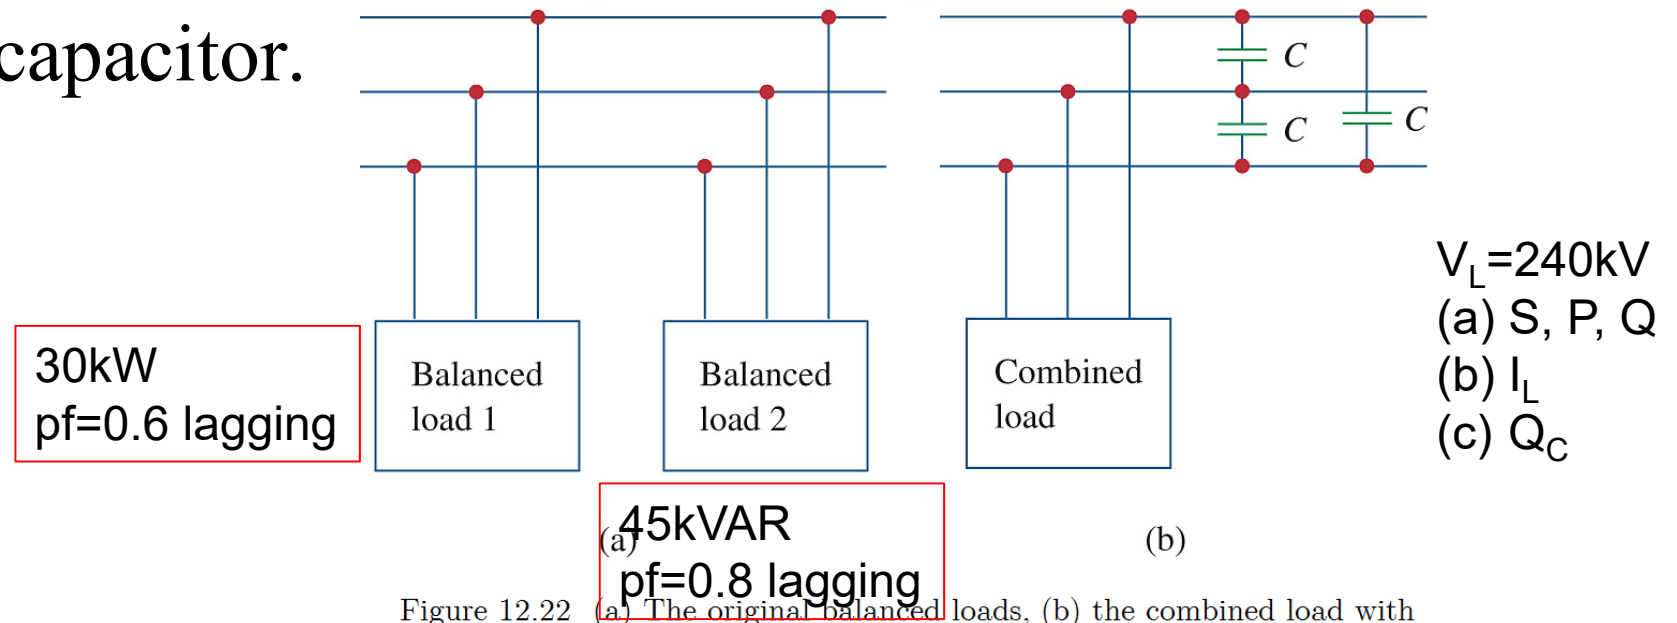 capacitor.
C
C
C
V_L=240kV
(a) S, P, Q
(b) I_L
(c) Q_C
30kW
pf=0.6 lagging
Balanced
load 1
Balanced
load 2
Combined
load
45kVAR
pf=0.8 lagging
(a)
(b)
Figure 12.22 (a) The original balanced loads, (b) the combined load with